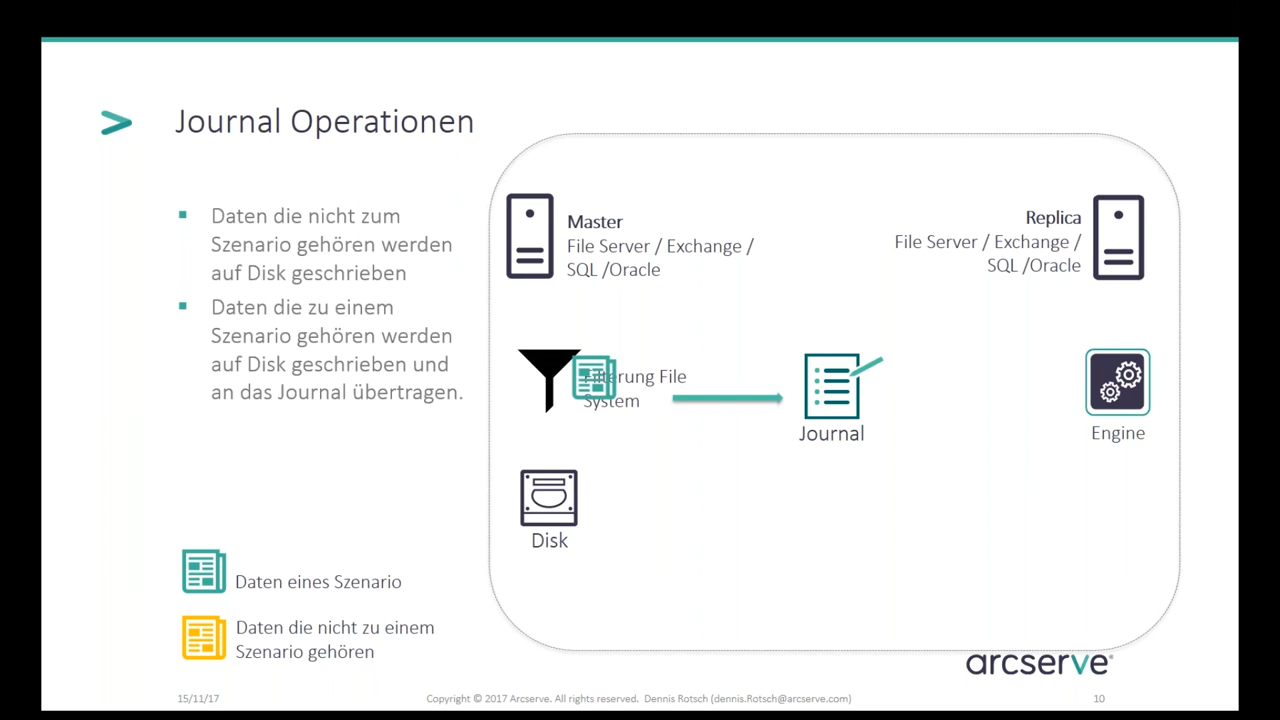 Journal Operationen
Daten die nicht zum
Szenario gehören werden
auf Disk geschrieben
Daten die zu einem
Szenario gehören werden
auf Disk geschrieben und
an das Journal übertragen.
Master
File Server / Exchange /
SQL /Oracle
Replica
File Server / Exchange /
SQL /Oracle
Filterung File
System
Journal
Engine
Disk
Daten eines Szenario
Daten die nicht zu einem
Szenario gehören
arcserve®
15/11/17
Copyright © 2017 Arcserve. All rights reserved. Dennis Rotsch (dennis.Rotsch@arcserve.com)
10